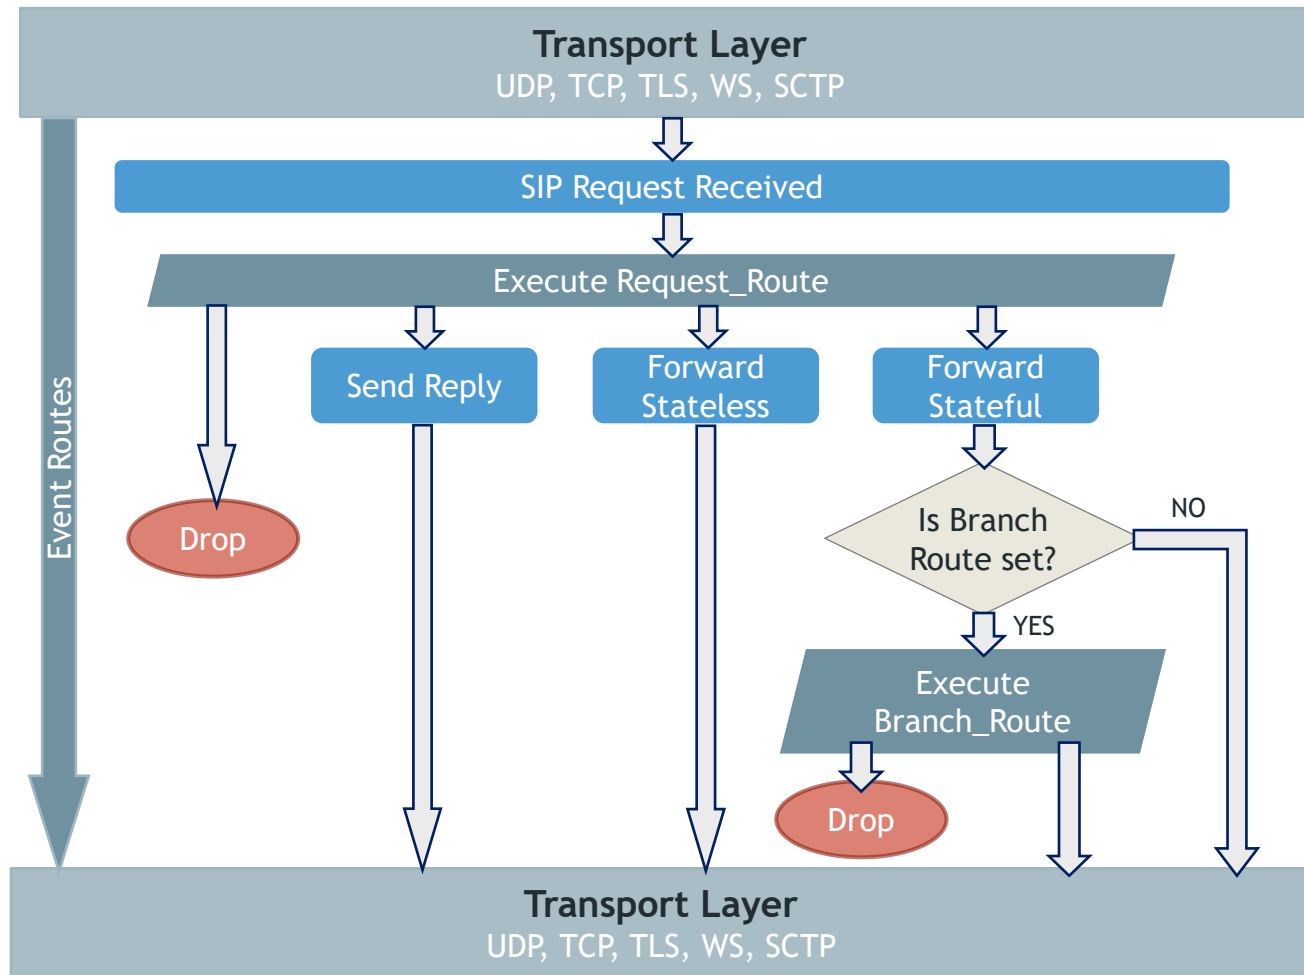 Transport Layer
UDP, TCP, TLS, WS, SCTP
SIP Request Received
Execute Request_Route
Send Reply
Forward
Stateless
Forward
Stateful
Event Routes
Drop
Is Branch
Route set?
NO
YES
Execute
Branch_Route
Drop
Transport Layer
UDP, TCP, TLS, WS, SCTP